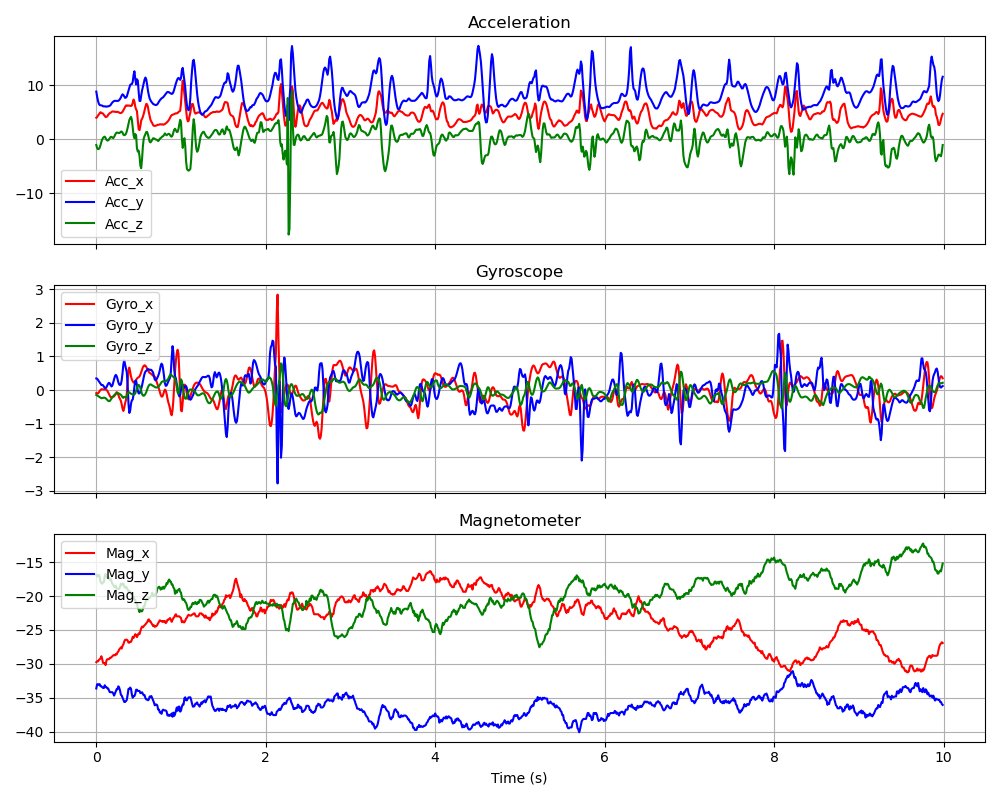 Acceleration
10
0
−10
Acc_x
Acc_y
Acc_z
Gyroscope
3
2
1
0
−1
−2
−3
Gyro_x
Gyro_y
Gyro_z
Magnetometer
−15
−20
−25
−30
−35
−40
Mag_x
Mag_y
Mag_z
0 2 4 6 8 10
Time (s)